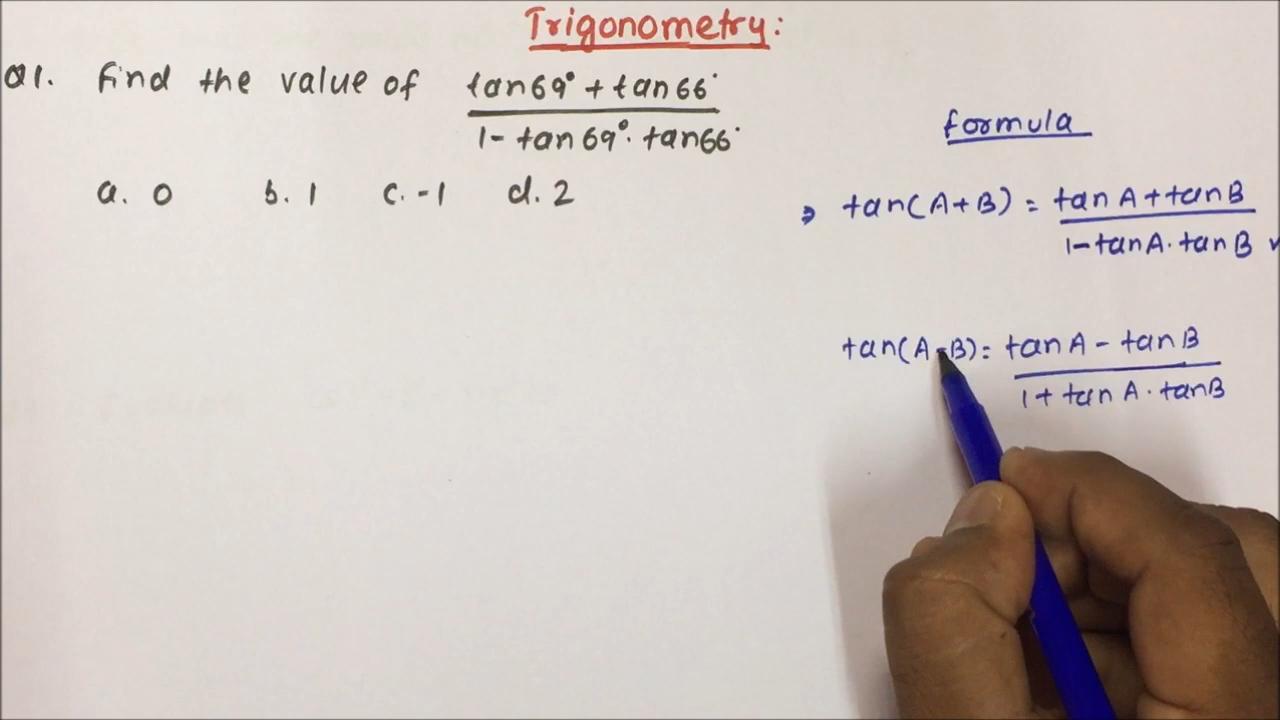 Trigonometry:
Q1. Find the value of tan69° + tan66° / 1 - tan69°. tan66°
a. 0 b. 1 c. -1 d. 2
formula
⇒ tan(A+B) = tanA + tanB / 1 - tanA. tanB ✓
tan(A-B) = tanA - tanB / 1 + tanA. tanB